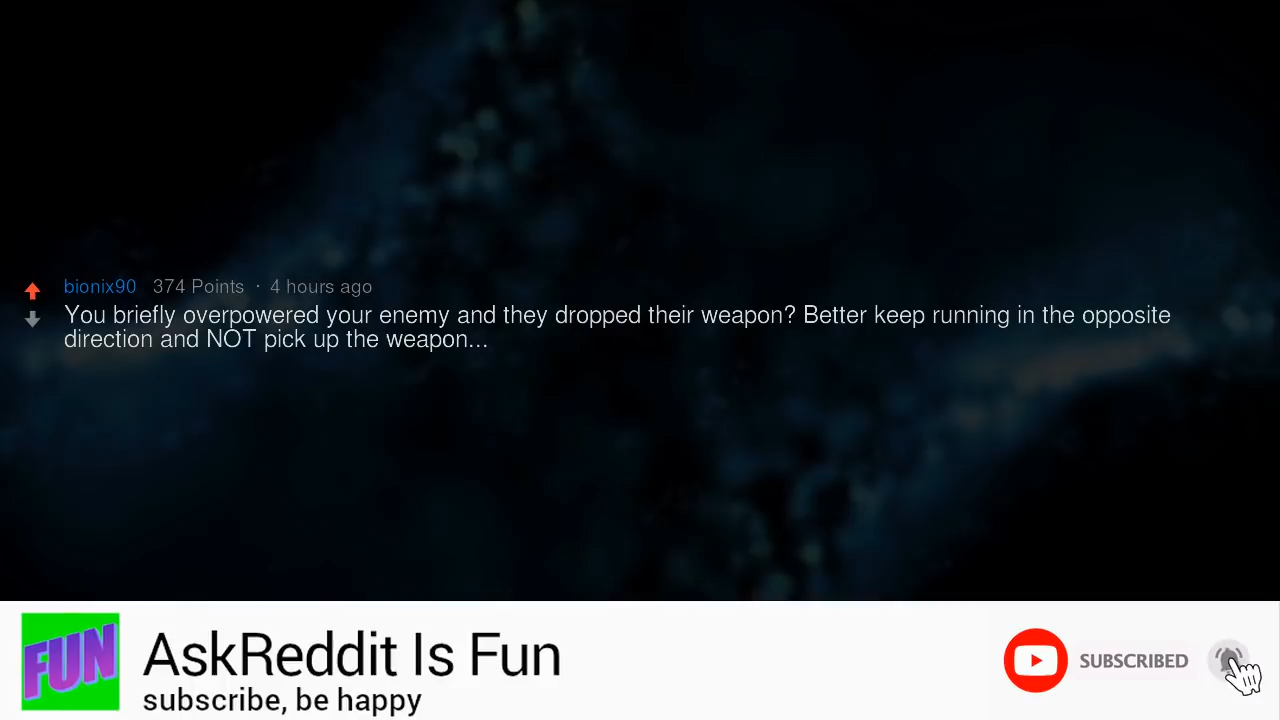 bionix90 374 Points · 4 hours ago
You briefly overpowered your enemy and they dropped their weapon? Better keep running in the opposite
direction and NOT pick up the weapon...
FUN
AskReddit Is Fun
subscribe, be happy
SUBSCRIBED